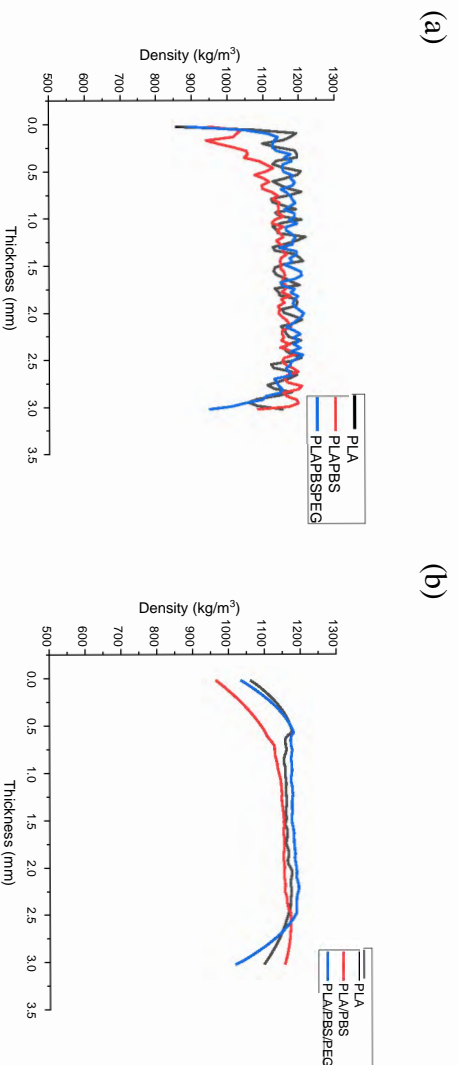 (a)
Density (kg/m³)
1300
1200
1100
1000
900
800
700
600
500
0.0 0.5 1.0 1.5 2.0 2.5 3.0 3.5
Thickness (mm)
PLA
PLAPBS
PLAPBSPEG
(b)
Density (kg/m³)
1300
1200
1100
1000
900
800
700
600
500
0.0 0.5 1.0 1.5 2.0 2.5 3.0 3.5
Thickness (mm)
PLA
PLA/PBS
PLA/PBS/PEG